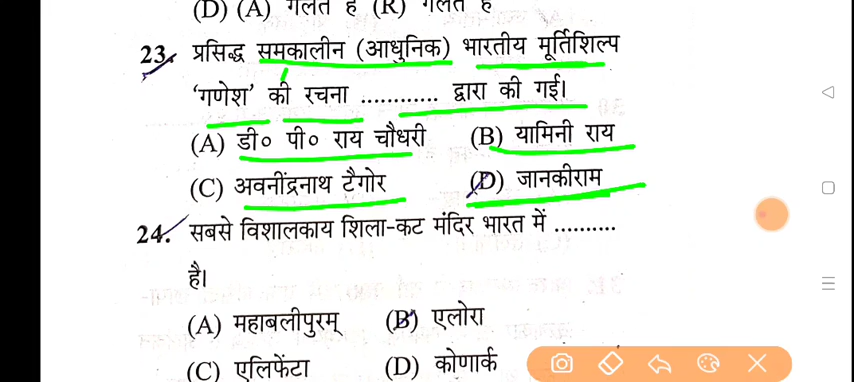 (D) (A) गलत है (R) गलत है
23. प्रसिद्ध समकालीन (आधुनिक) भारतीय मूर्तिशिल्प
‘गणेश’ की रचना ............ द्वारा की गई।
(A) डी० पी० राय चौधरी (B) यामिनी राय
(C) अवनींद्रनाथ टैगोर (D) जानकीराम
24. सबसे विशालकाय शिला-कट मंदिर भारत में ..........
है।
(A) महाबलीपुरम् (B) एलोरा
(C) एलिफेंटा (D) कोणार्क